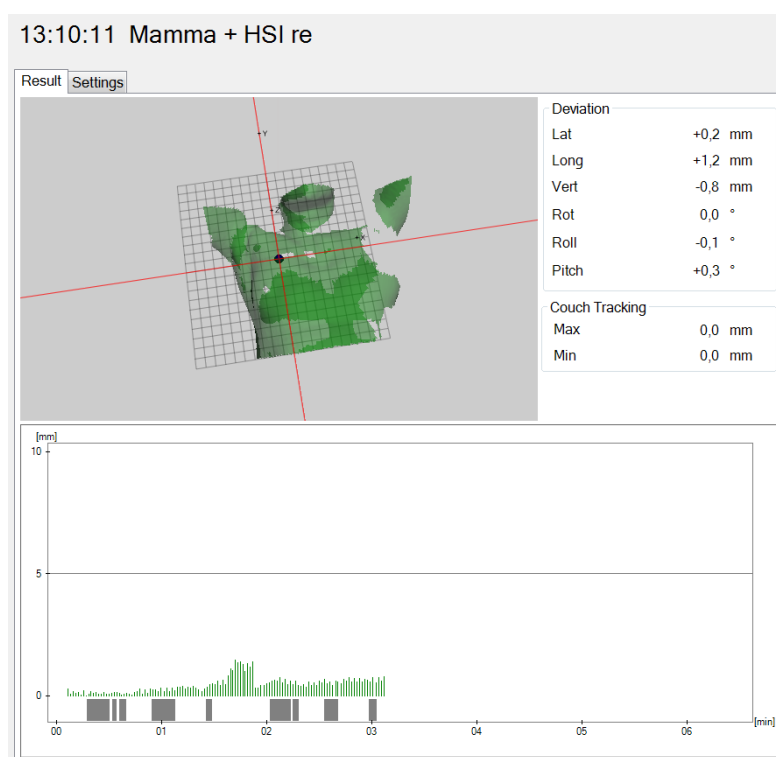 13:10:11 Mamma + HSI re
Result Settings
Y
Z
X
Deviation
Lat +0,2 mm
Long +1,2 mm
Vert -0,8 mm
Rot 0,0 °
Roll -0,1 °
Pitch +0,3 °
Couch Tracking
Max 0,0 mm
Min 0,0 mm
[mm]
10
5
0
00 01 02 03 04 05 06 [min]